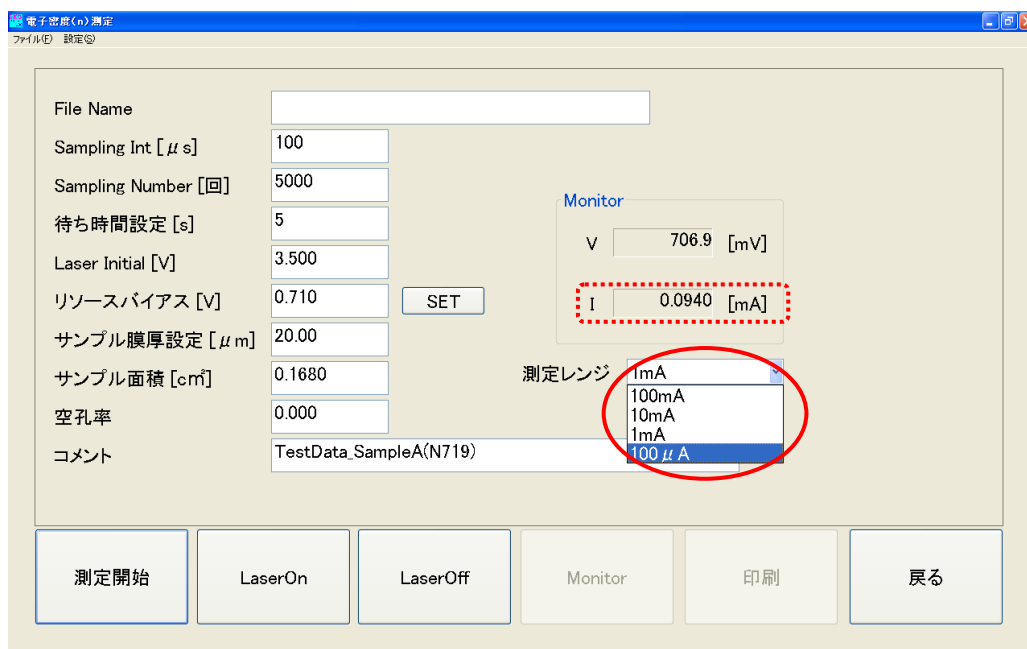 電子密度(n)測定
ファイル(F) 設定(S)
File Name
Sampling Int [μs] 100
Sampling Number [回] 5000
待ち時間設定 [s] 5
Laser Initial [V] 3.500
リソースバイアス [V] 0.710 SET
サンプル膜厚設定 [μm] 20.00
サンプル面積 [c㎡] 0.1680
空孔率 0.000
コメント TestData_SampleA(N719)
Monitor
V 706.9 [mV]
I 0.0940 [mA]
測定レンジ 1mA
100mA
10mA
1mA
100μA
測定開始 LaserOn LaserOff Monitor 印刷 戻る